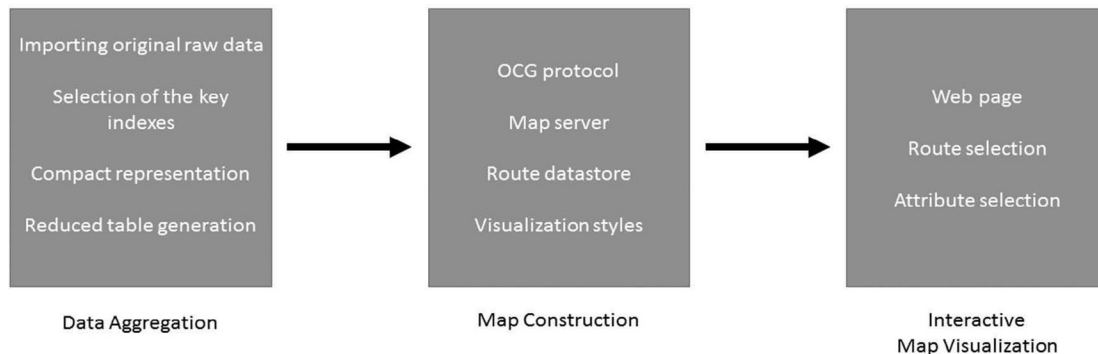 Importing original raw data
Selection of the key
indexes
Compact representation
Reduced table generation
Data Aggregation
OCG protocol
Map server
Route datastore
Visualization styles
Map Construction
Web page
Route selection
Attribute selection
Interactive
Map Visualization